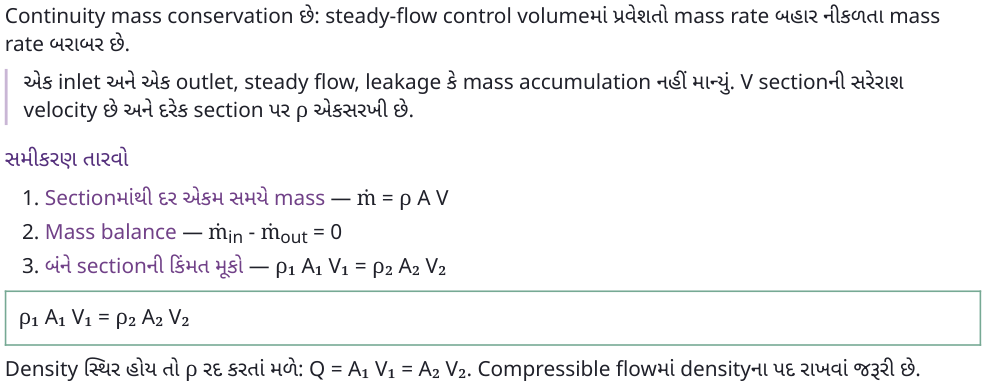 Continuity mass conservation છે: steady-flow control volumeમાં પ્રવેશતો mass rate બહાર નીકળતા mass
rate બરાબર છે.
એક inlet અને એક outlet, steady flow, leakage કે mass accumulation નહીં માન્યું. V sectionની સરેરાશ
velocity છે અને દરેક section પર ρ એકસરખી છે.
સમીકરણ તારવો
1. Sectionમાંથી દર એકમ સમયે mass — ṁ = ρ A V
2. Mass balance — ṁin - ṁout = 0
3. બંને sectionની કિંમત મૂકો — ρ₁ A₁ V₁ = ρ₂ A₂ V₂
ρ₁ A₁ V₁ = ρ₂ A₂ V₂
Density સ્થિર હોય તો ρ રદ કરતાં મળે: Q = A₁ V₁ = A₂ V₂. Compressible flowમાં densityના પદ રાખવાં જરૂરી છે.